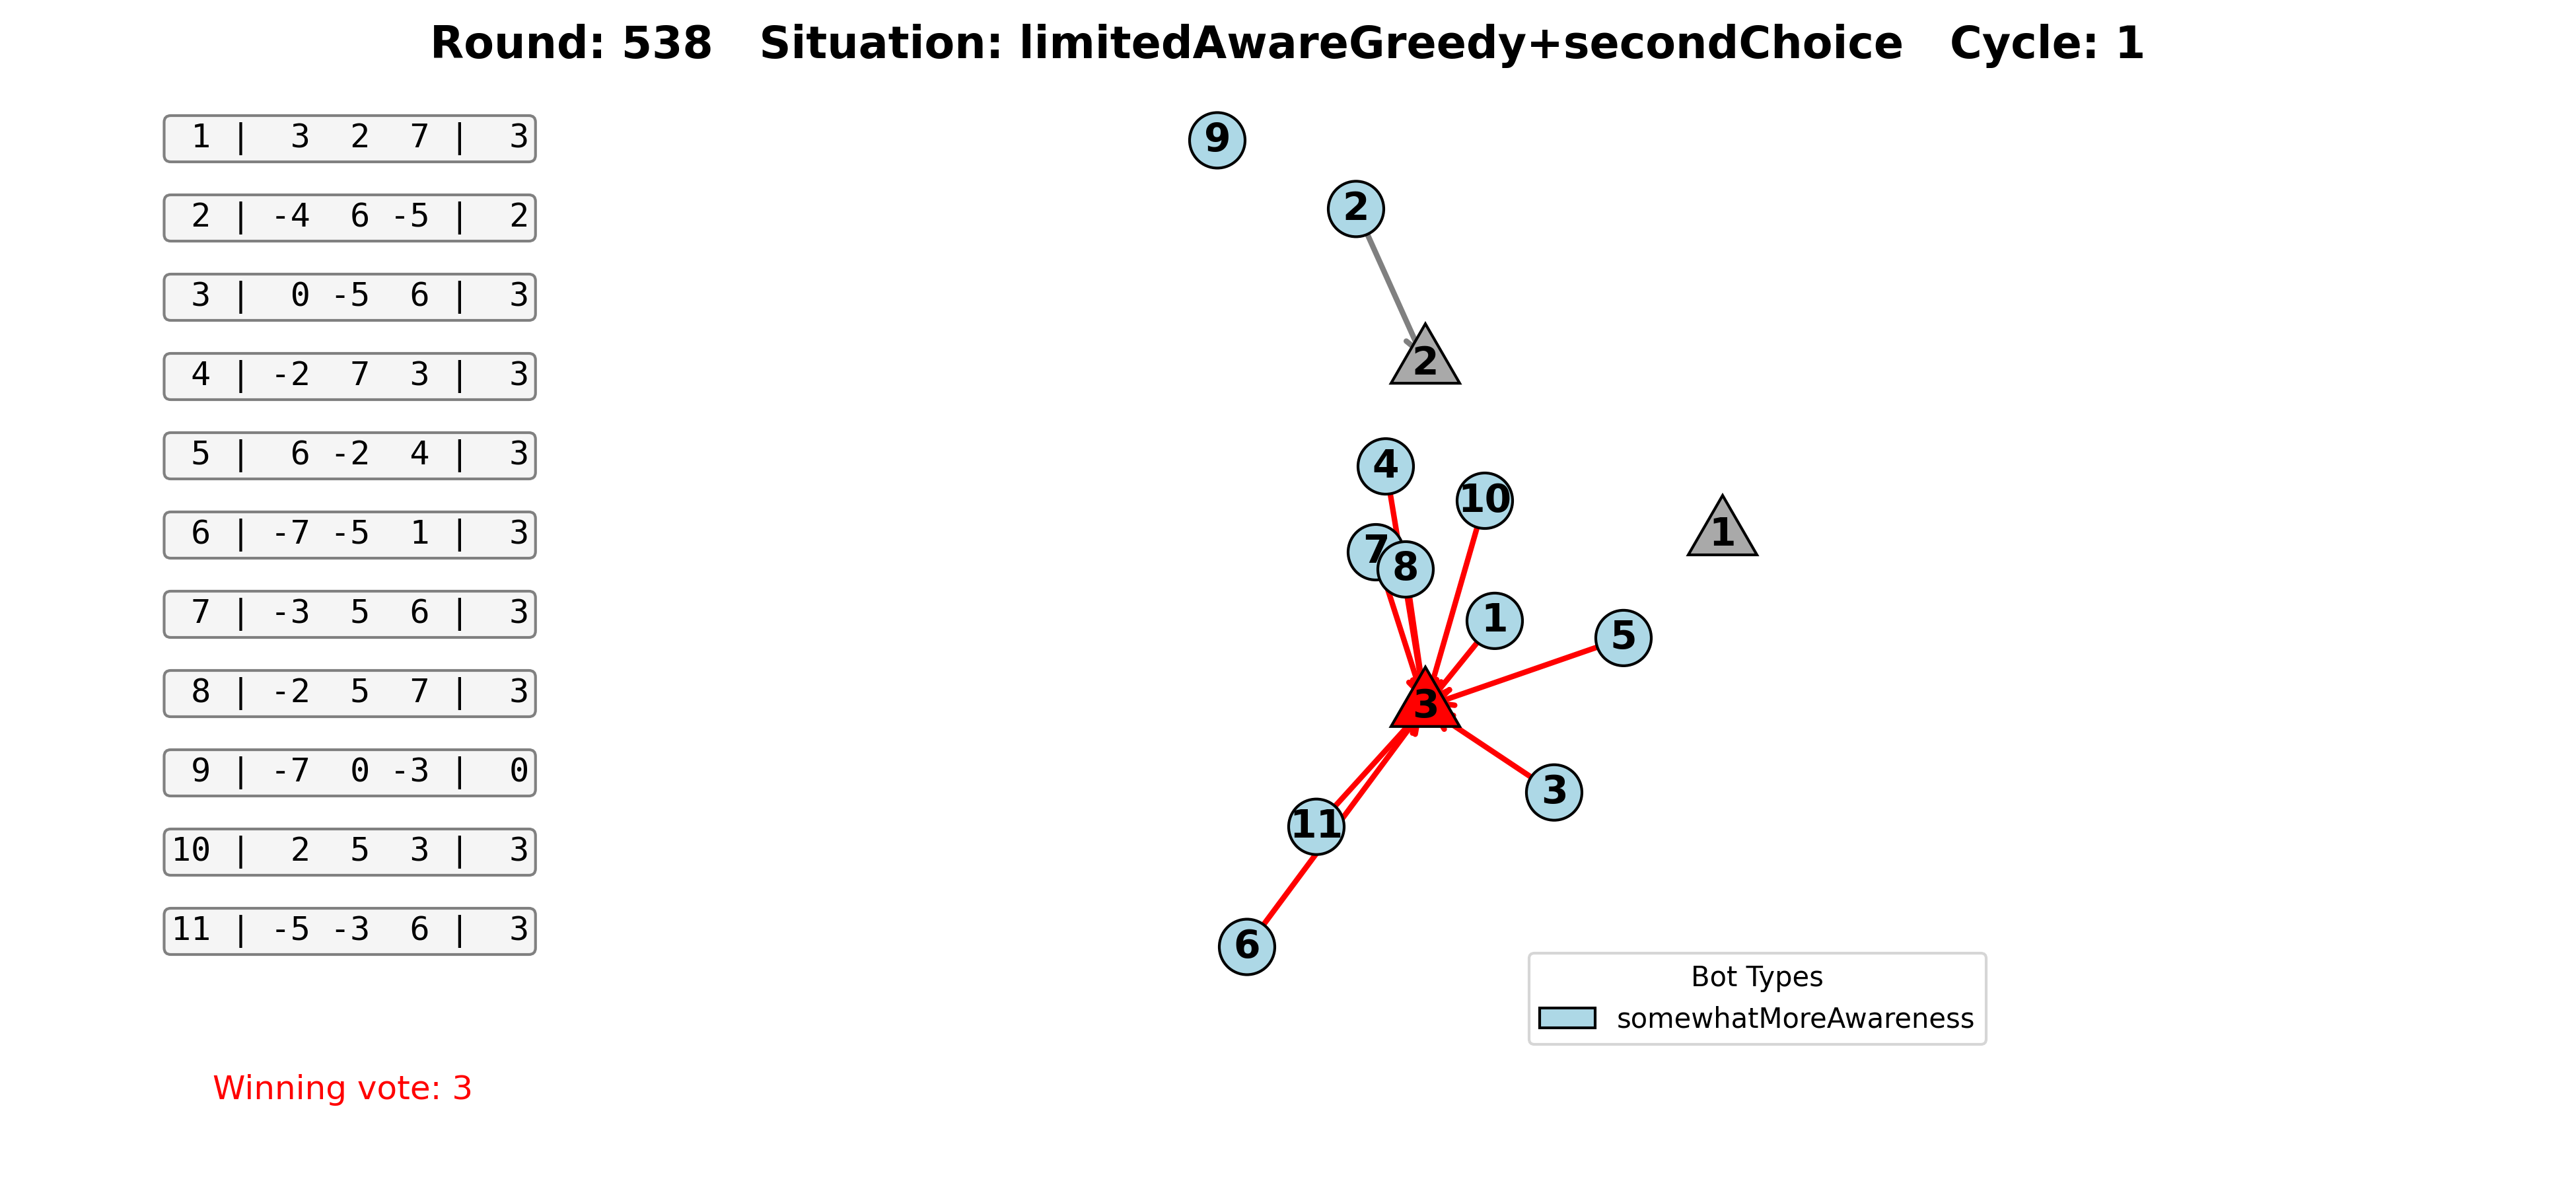 Round: 538   Situation: limitedAwareGreedy+secondChoice   Cycle: 1
1 |  3  2  7 |  3
2 | -4  6 -5 |  2
3 |  0 -5  6 |  3
4 | -2  7  3 |  3
5 |  6 -2  4 |  3
6 | -7 -5  1 |  3
7 | -3  5  6 |  3
8 | -2  5  7 |  3
9 | -7  0 -3 |  0
10 |  2  5  3 |  3
11 | -5 -3  6 |  3
Winning vote: 3
9
2
2
4
10
7
8
1
1
5
3
3
11
6
Bot Types
somewhatMoreAwareness